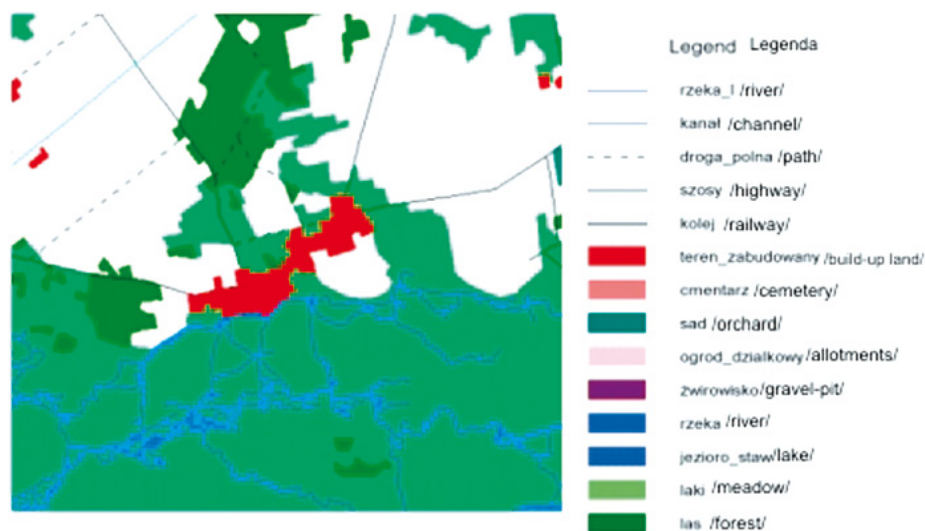 Legend Legenda
rzeka_l /river/
kanał /channel/
droga_polna /path/
szosy /highway/
kolej /railway/
teren_zabudowany /build-up land/
cmentarz /cemetery/
sad /orchard/
ogrod_dzialkowy /allotments/
żwirowisko /gravel-pit/
rzeka /river/
jezioro_staw /lake/
laki /meadow/
las /forest/